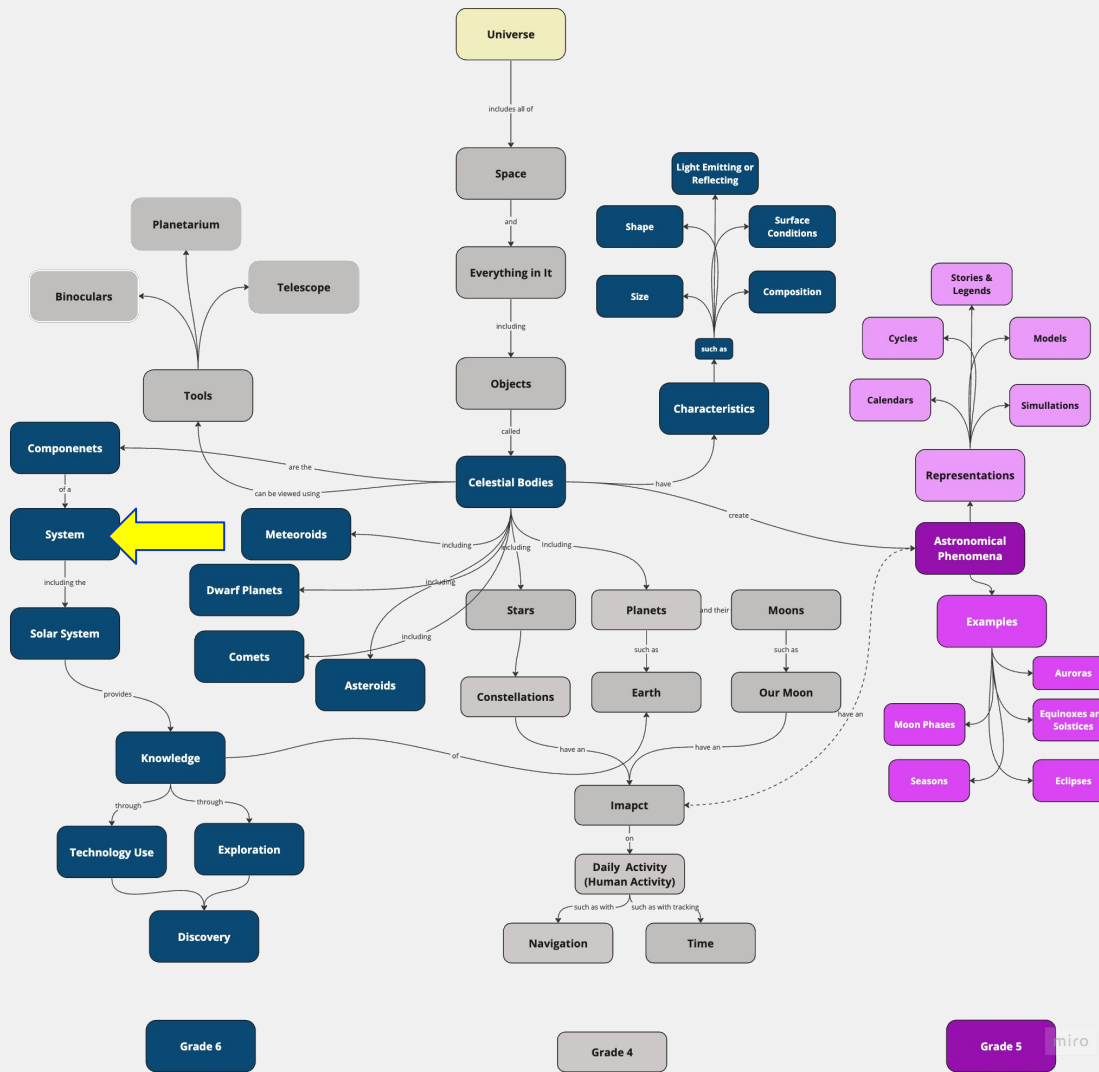 Universe
includes all of
Space
and
Everything in It
including
Objects
called
Celestial Bodies
Planetarium
Binoculars
Telescope
Tools
can be viewed using
Componenets
are the
of a
System
including the
Solar System
provides
Knowledge
of
through
through
Technology Use
Exploration
Discovery
Light Emitting or
Reflecting
Shape
Surface
Conditions
Size
Composition
such as
Characteristics
have
create
Stories &
Legends
Cycles
Models
Calendars
Simullations
Representations
Astronomical
Phenomena
Examples
Auroras
Moon Phases
Equinoxes an
Solstices
Seasons
Eclipses
have an
Meteoroids
including
including
including
Dwarf Planets
including
Comets
including
Asteroids
Stars
Planets
and their
Moons
such as
such as
Constellations
Earth
Our Moon
have an
have an
Imapct
on
Daily Activity
(Human Activity)
such as with
such as with tracking
Navigation
Time
Grade 6
Grade 4
Grade 5
miro